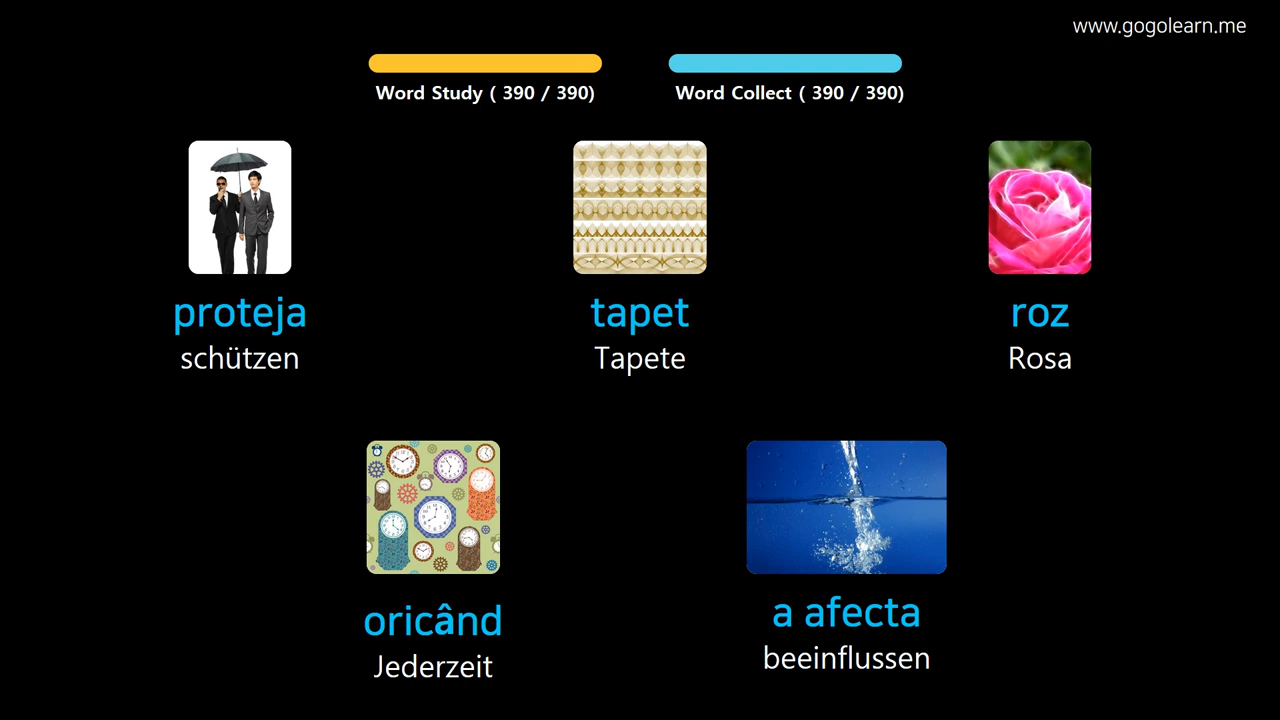 www.gogolearn.me
Word Study ( 390 / 390)
Word Collect ( 390 / 390)
proteja
schützen
tapet
Tapete
roz
Rosa
oricând
Jederzeit
a afecta
beeinflussen